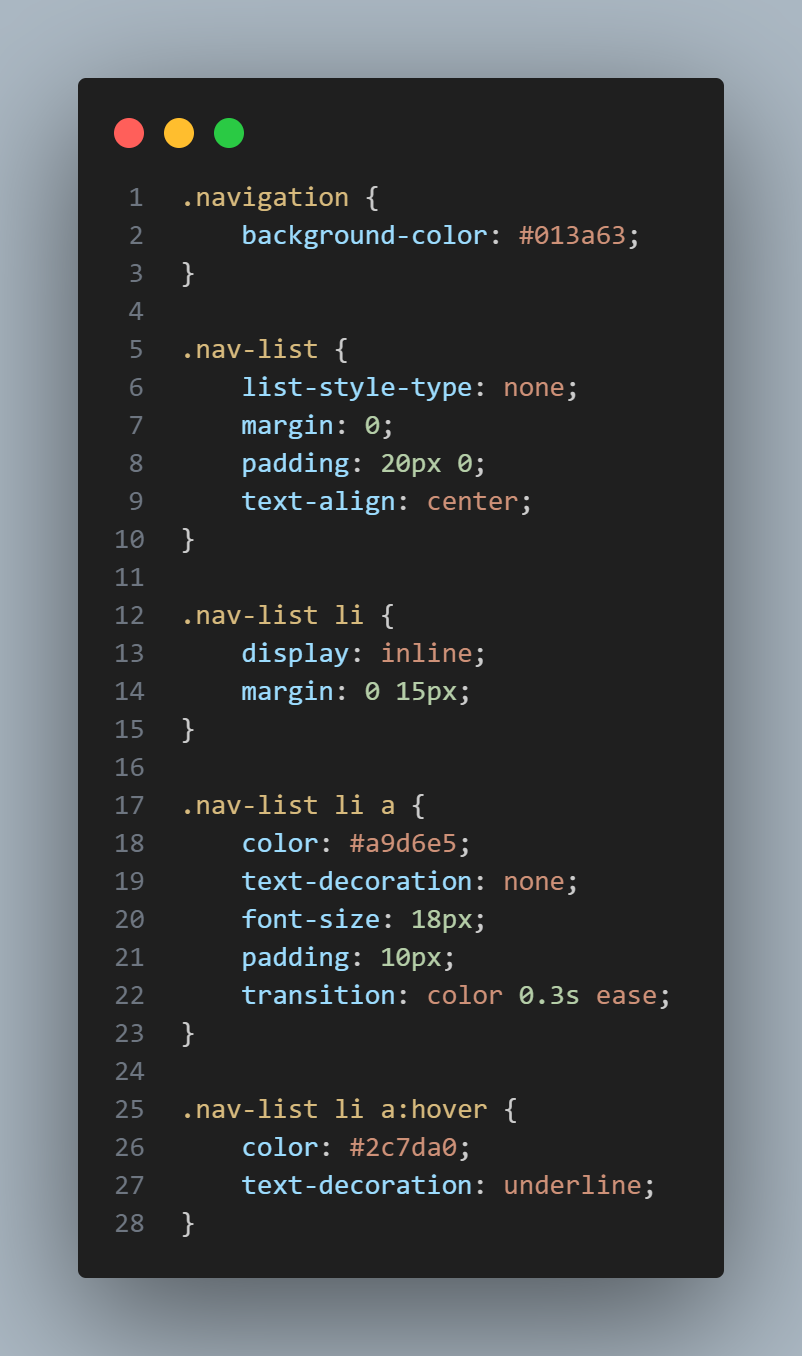 1 .navigation {
2     background-color: #013a63;
3 }
4
5 .nav-list {
6     list-style-type: none;
7     margin: 0;
8     padding: 20px 0;
9     text-align: center;
10 }
11
12 .nav-list li {
13     display: inline;
14     margin: 0 15px;
15 }
16
17 .nav-list li a {
18     color: #a9d6e5;
19     text-decoration: none;
20     font-size: 18px;
21     padding: 10px;
22     transition: color 0.3s ease;
23 }
24
25 .nav-list li a:hover {
26     color: #2c7da0;
27     text-decoration: underline;
28 }